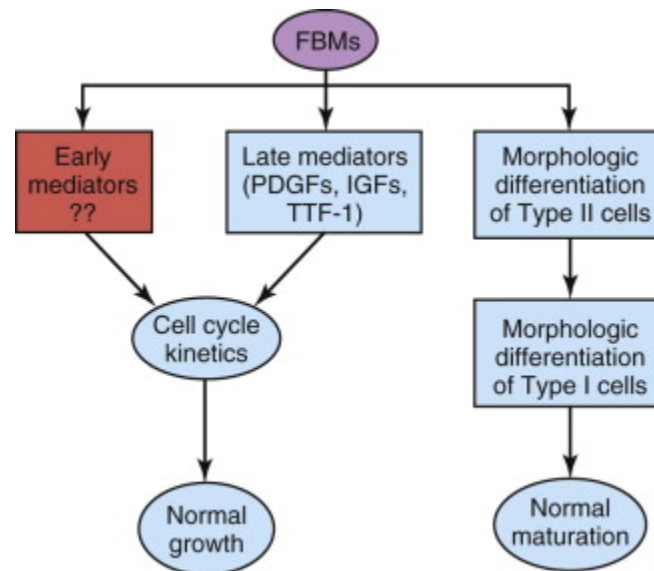 FBMs
Early
mediators
??
Late mediators
(PDGFs, IGFs,
TTF-1)
Morphologic
differentiation
of Type II cells
Cell cycle
kinetics
Morphologic
differentiation
of Type I cells
Normal
growth
Normal
maturation